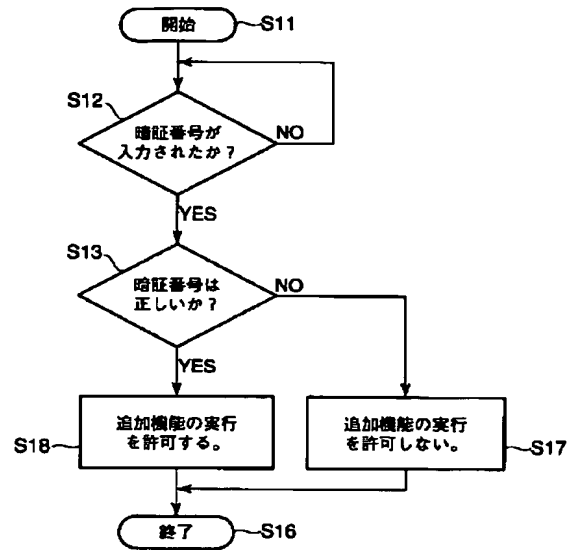 開始
S11
S12
暗証番号が
入力されたか？
NO
YES
S13
暗証番号は
正しいか？
NO
YES
追加機能の実行
を許可する。
S18
追加機能の実行
を許可しない。
S17
終了
S16